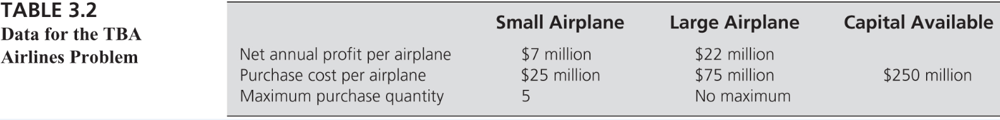 TABLE 3.2
Data for the TBA
Airlines Problem
Small Airplane Large Airplane Capital Available
Net annual profit per airplane $7 million $22 million
Purchase cost per airplane $25 million $75 million $250 million
Maximum purchase quantity 5 No maximum